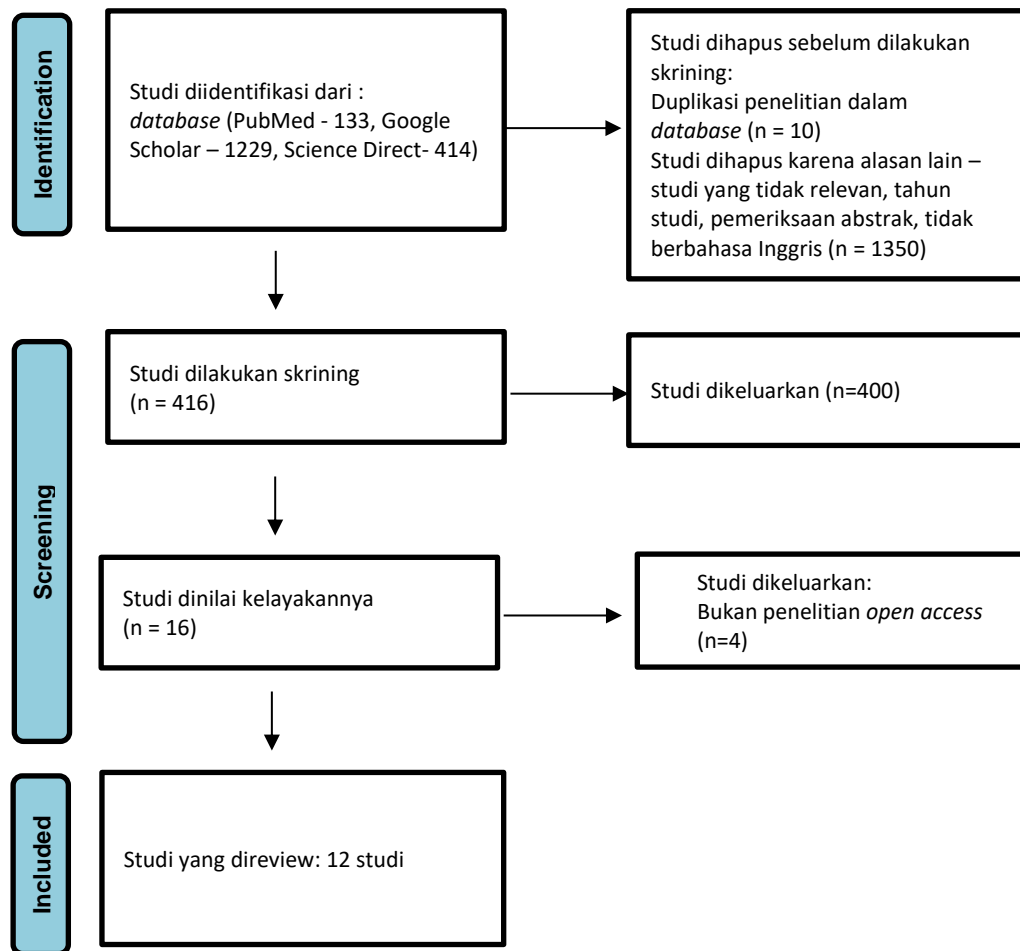 Identification
Studi diidentifikasi dari :
database (PubMed - 133, Google
Scholar – 1229, Science Direct- 414)
Studi dihapus sebelum dilakukan
skrining:
Duplikasi penelitian dalam
database (n = 10)
Studi dihapus karena alasan lain –
studi yang tidak relevan, tahun
studi, pemeriksaan abstrak, tidak
berbahasa Inggris (n = 1350)
Screening
Studi dilakukan skrining
(n = 416)
Studi dikeluarkan (n=400)
Studi dinilai kelayakannya
(n = 16)
Studi dikeluarkan:
Bukan penelitian open access
(n=4)
Included
Studi yang direview: 12 studi